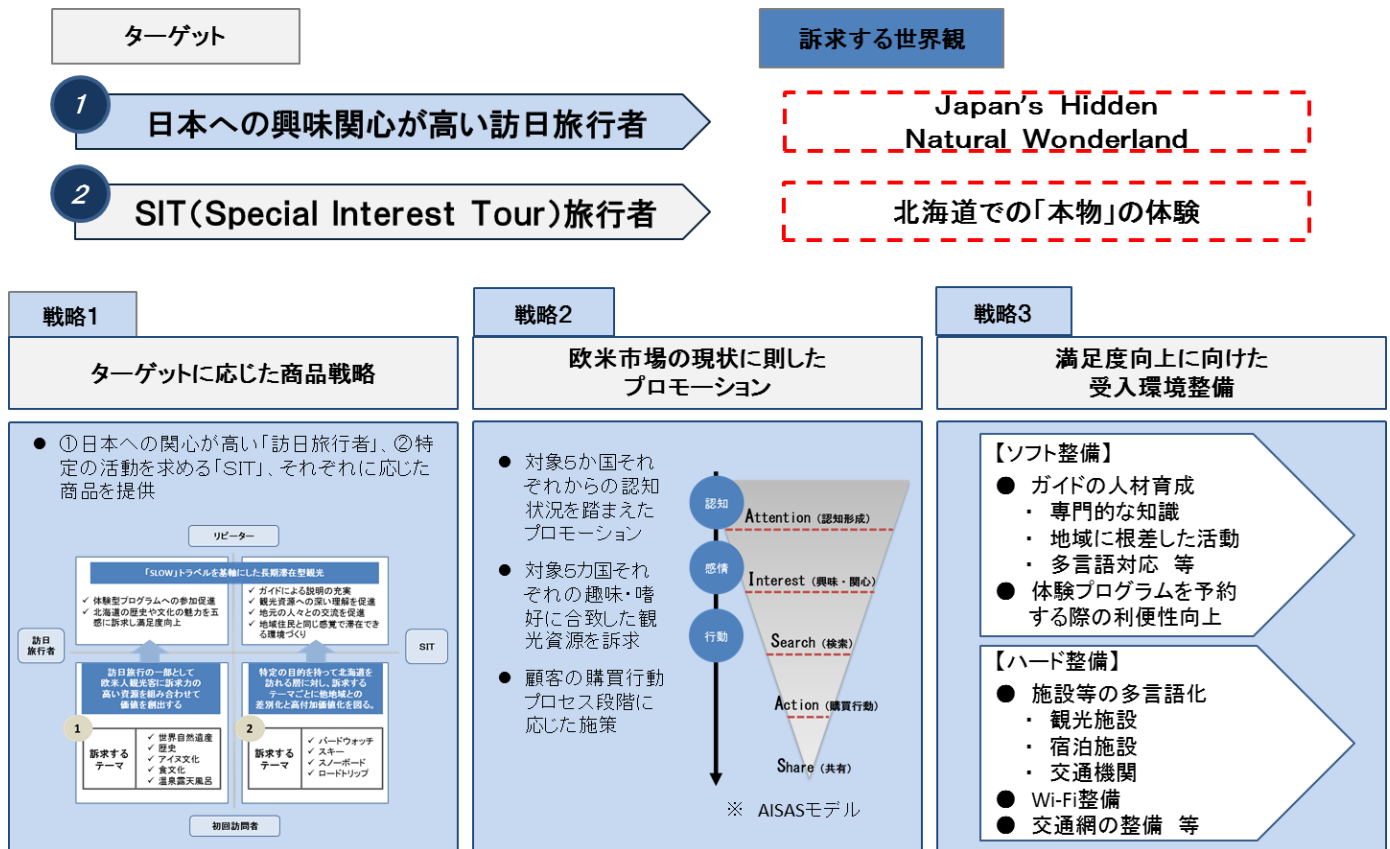 ターゲット
訴求する世界観
1
日本への興味関心が高い訪日旅行者
Japan's Hidden
Natural Wonderland
2
SIT(Special Interest Tour)旅行者
北海道での「本物」の体験
戦略1
ターゲットに応じた商品戦略
● ①日本への関心が高い「訪日旅行者」、②特
定の活動を求める「SIT」、それぞれに応じた
商品を提供
リピーター
「SLOW」トラベルを基軸にした長期滞在型観光
✓ 体験型プログラムへの参加促進
✓ 北海道の歴史や文化の魅力を五
感に訴求し満足度向上
✓ ガイドによる説明の充実
✓ 観光資源への深い理解を促進
✓ 地元の人々との交流を促進
✓ 地域住民と同じ感覚で滞在でき
る環境づくり
訪日
旅行者
SIT
訪日旅行の一部として
欧米人観光客に訴求力の
高い資源を組み合わせて
価値を創出する
特定の目的を持って北海道を
訪れる層に対し、訴求する
テーマごとに他地域との
差別化と高付加価値化を図る。
1
訴求する
テーマ
✓ 世界自然遺産
✓ 歴史
✓ アイヌ文化
✓ 食文化
✓ 温泉露天風呂
2
訴求する
テーマ
✓ バードウォッチ
✓ スキー
✓ スノーボード
✓ ロードトリップ
初回訪問者
戦略2
欧米市場の現状に則した
プロモーション
● 対象5か国それ
ぞれからの認知
状況を踏まえた
プロモーション
● 対象5カ国それ
ぞれの趣味・嗜
好に合致した観
光資源を訴求
● 顧客の購買行動
プロセス段階に
応じた施策
認知
感情
行動
Attention (認知形成)
Interest (興味・関心)
Search (検索)
Action (購買行動)
Share (共有)
※ AISASモデル
戦略3
満足度向上に向けた
受入環境整備
【ソフト整備】
● ガイドの人材育成
・ 専門的な知識
・ 地域に根差した活動
・ 多言語対応 等
● 体験プログラムを予約
する際の利便性向上
【ハード整備】
● 施設等の多言語化
・ 観光施設
・ 宿泊施設
・ 交通機関
● Wi-Fi整備
● 交通網の整備 等